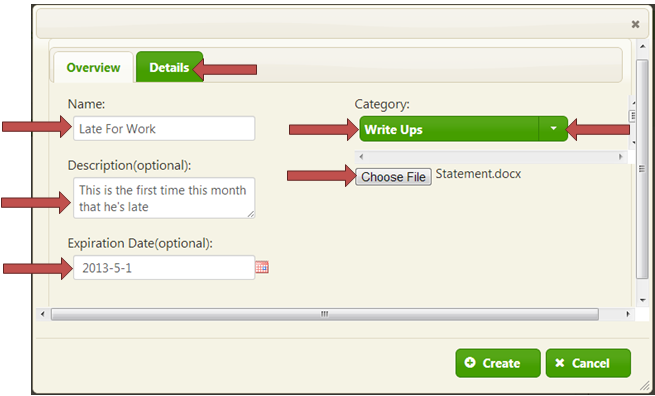 Overview Details
Name:
Late For Work
Description(optional):
This is the first time this month
that he's late
Expiration Date(optional):
2013-5-1
Category:
Write Ups
Choose File Statement.docx
Create Cancel